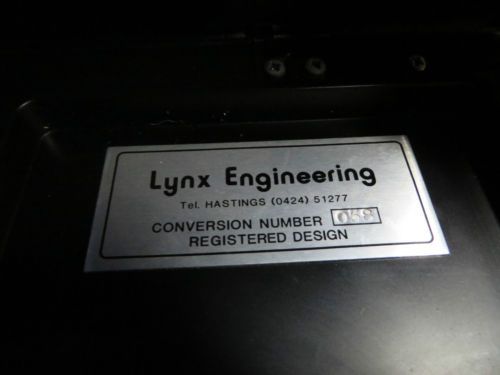 Lynx Engineering
Tel. HASTINGS (0424) 51277
CONVERSION NUMBER 058
REGISTERED DESIGN